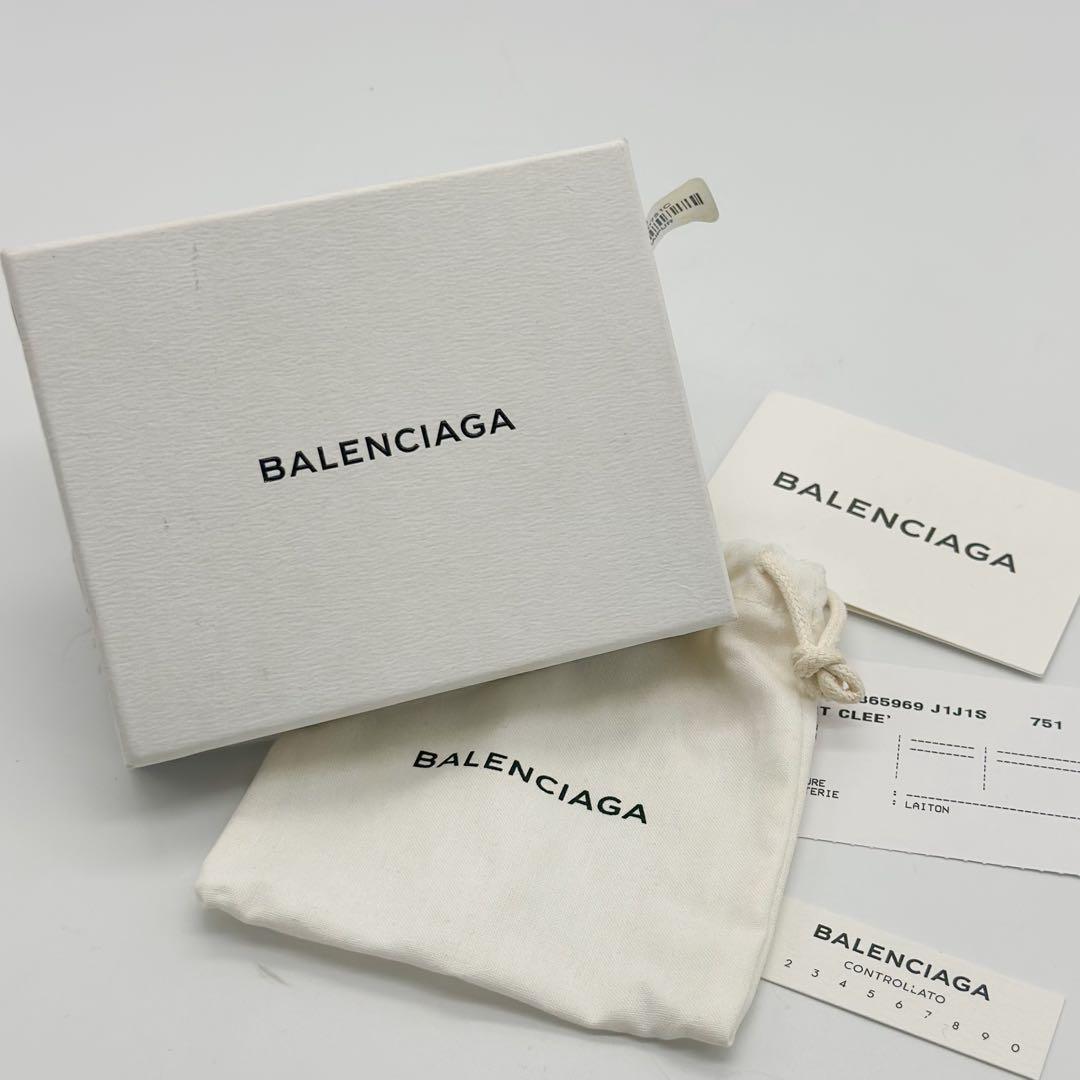 BALENCIAGA
BALENCIAGA
365969 J1J1S 751
T CLEE'
URE :
TERIE : LAITON
BALENCIAGA
BALENCIAGA
CONTROLLATO
2 3 4 5 6 7 8 9 0